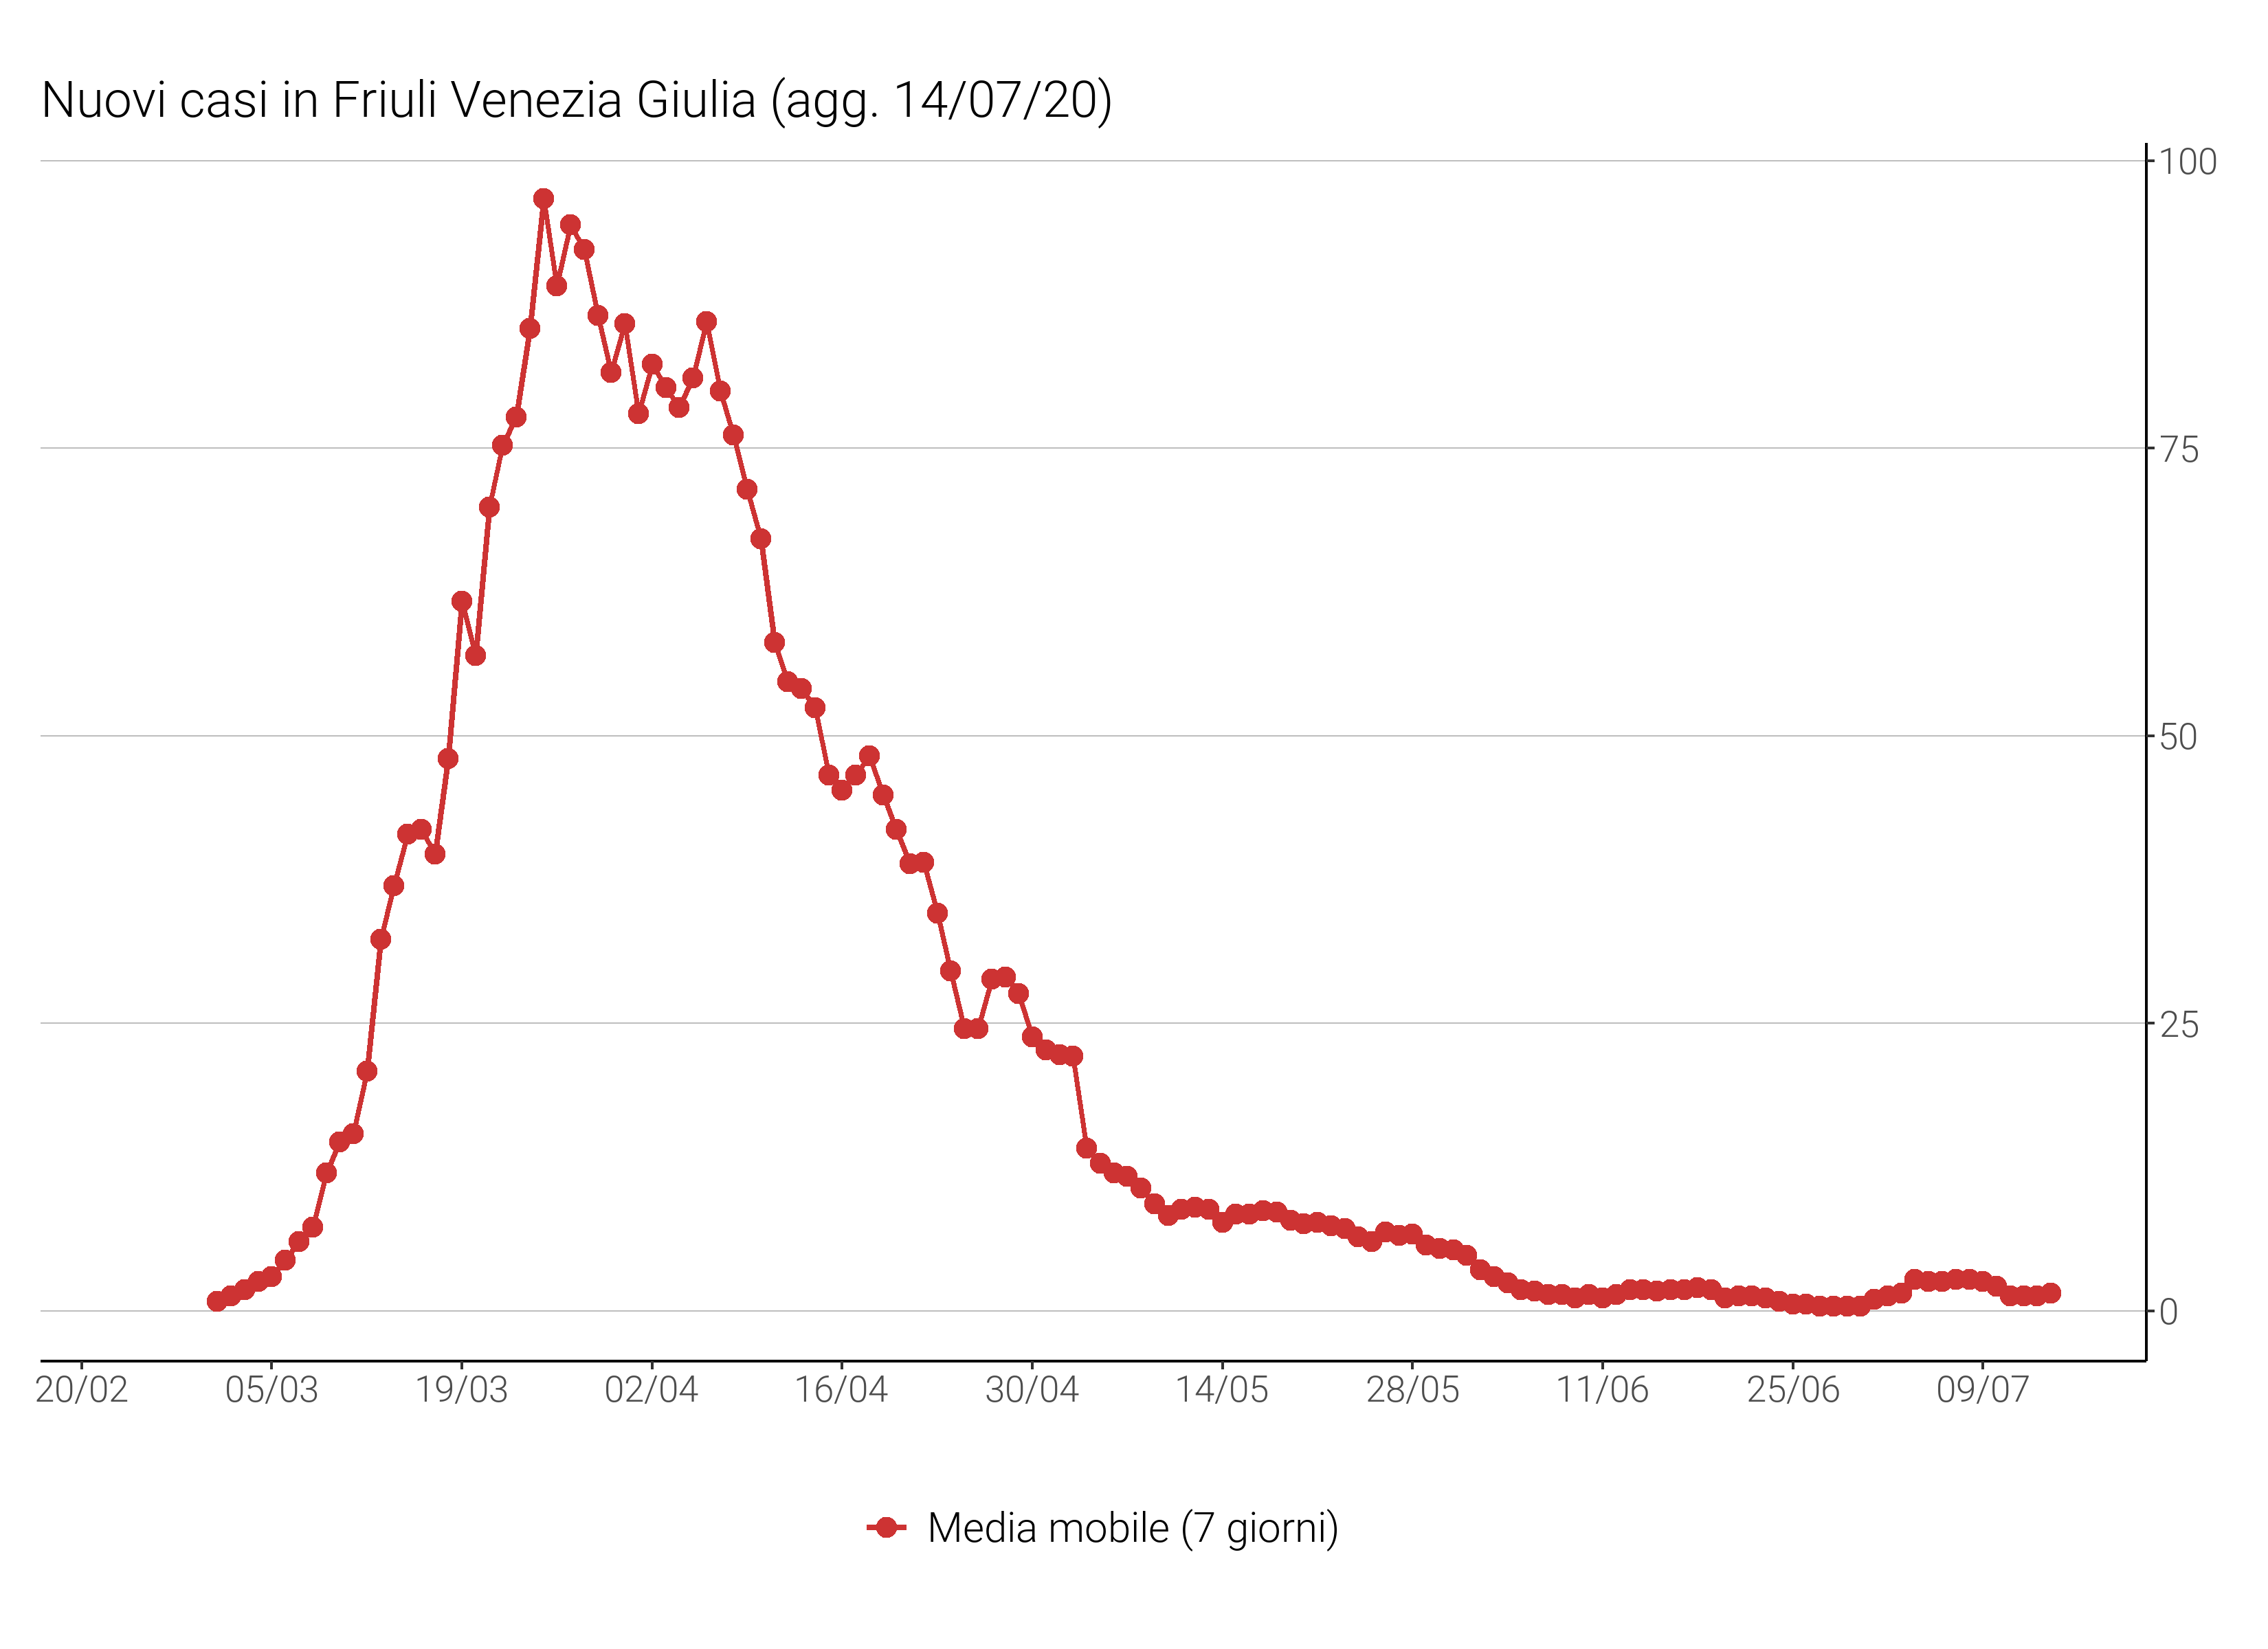 Nuovi casi in Friuli Venezia Giulia (agg. 14/07/20)
100
75
50
25
0
20/02 05/03 19/03 02/04 16/04 30/04 14/05 28/05 11/06 25/06 09/07
Media mobile (7 giorni)